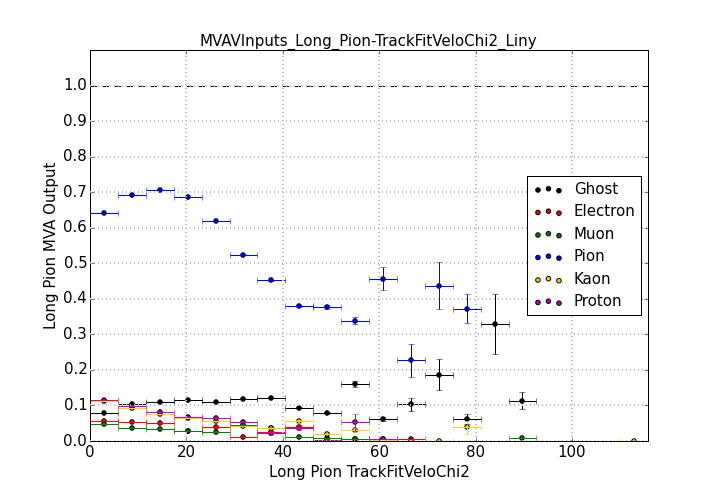 MVAVInputs_Long_Pion-TrackFitVeloChi2_Liny
Long Pion MVA Output
1.0
0.9
0.8
0.7
0.6
0.5
0.4
0.3
0.2
0.1
0.0
Ghost
Electron
Muon
Pion
Kaon
Proton
0 20 40 60 80 100
Long Pion TrackFitVeloChi2